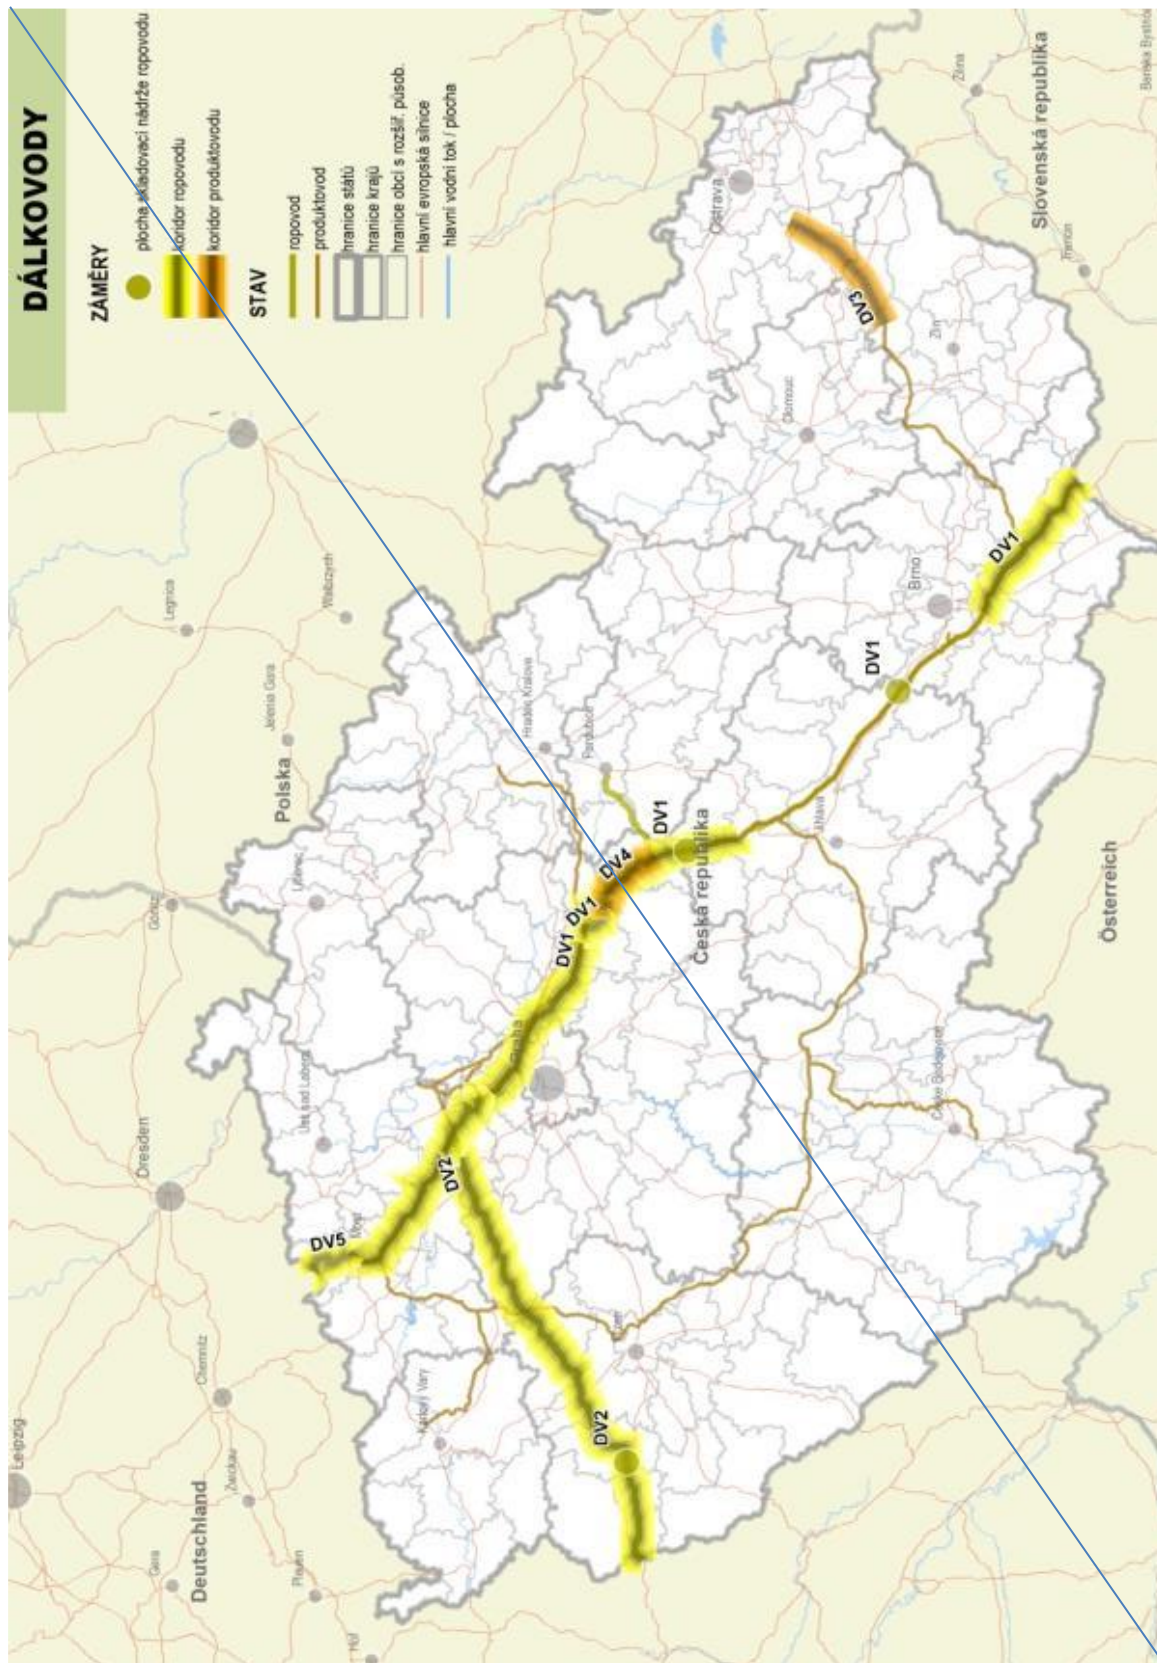 DÁLKOVODY
ZÁMĚRY
plocha skladovací nádrže ropovodu
koridor ropovodu
koridor produktovodu
STAV
ropovod
produktovod
hranice států
hranice krajů
hranice obcí s rozšíř. působ.
hlavní evropská silnice
hlavní vodní tok / plocha
Leipzig
Gera
Zwickau
Chemnitz
Plauen
Hof
Deutschland
Dresden
Görlitz
Polska
Jelenia Gora
Legnica
Walbrzych
Liberec
Ústí nad Labem
Most
Karlovy Vary
Plzeň
Praha
Hradec Králové
Pardubice
Česká republika
Jihlava
České Budějovice
Brno
Olomouc
Ostrava
Zlín
Žilina
Trenčín
Banská Bystrica
Slovenská republika
Österreich
DV5
DV2
DV2
DV1
DV1
DV4
DV1
DV1
DV1
DV3